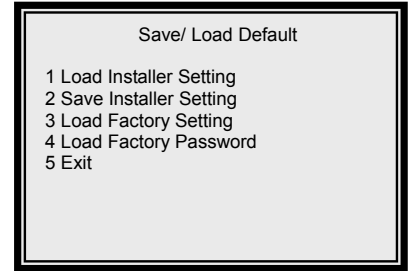 Save/ Load Default
1 Load Installer Setting
2 Save Installer Setting
3 Load Factory Setting
4 Load Factory Password
5 Exit